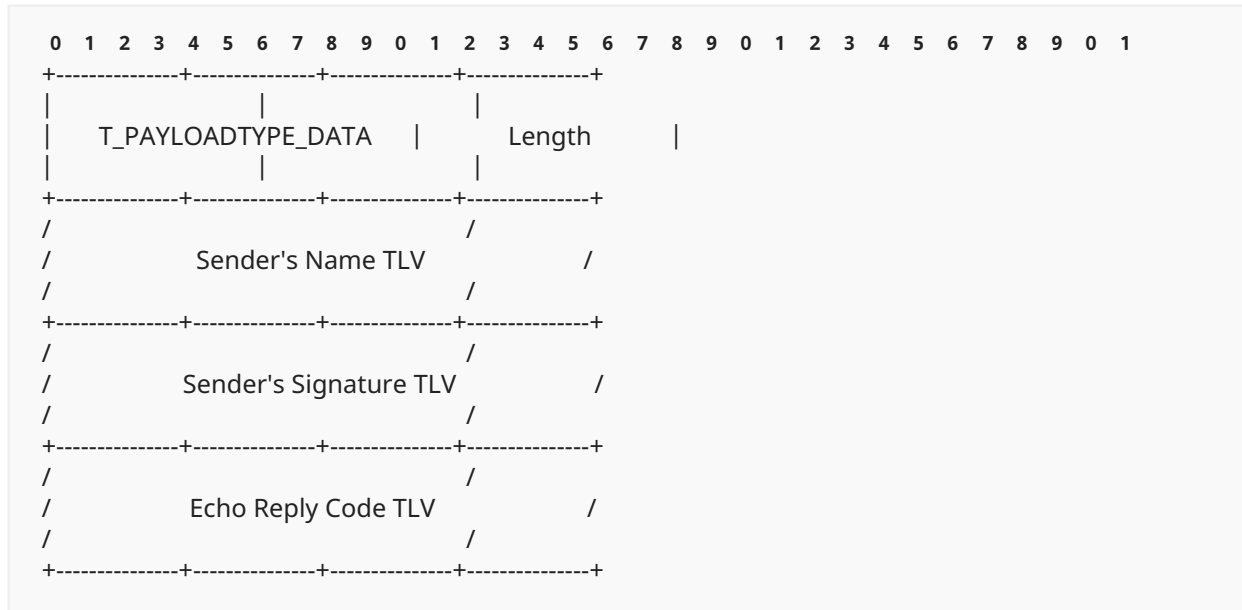 0 1 2 3 4 5 6 7 8 9 0 1 2 3 4 5 6 7 8 9 0 1 2 3 4 5 6 7 8 9 0 1
+---------------+---------------+---------------+---------------+
| | |
| T_PAYLOADTYPE_DATA | Length |
| | |
+---------------+---------------+---------------+---------------+
/ /
/ Sender's Name TLV /
/ /
+---------------+---------------+---------------+---------------+
/ /
/ Sender's Signature TLV /
/ /
+---------------+---------------+---------------+---------------+
/ /
/ Echo Reply Code TLV /
/ /
+---------------+---------------+---------------+---------------+